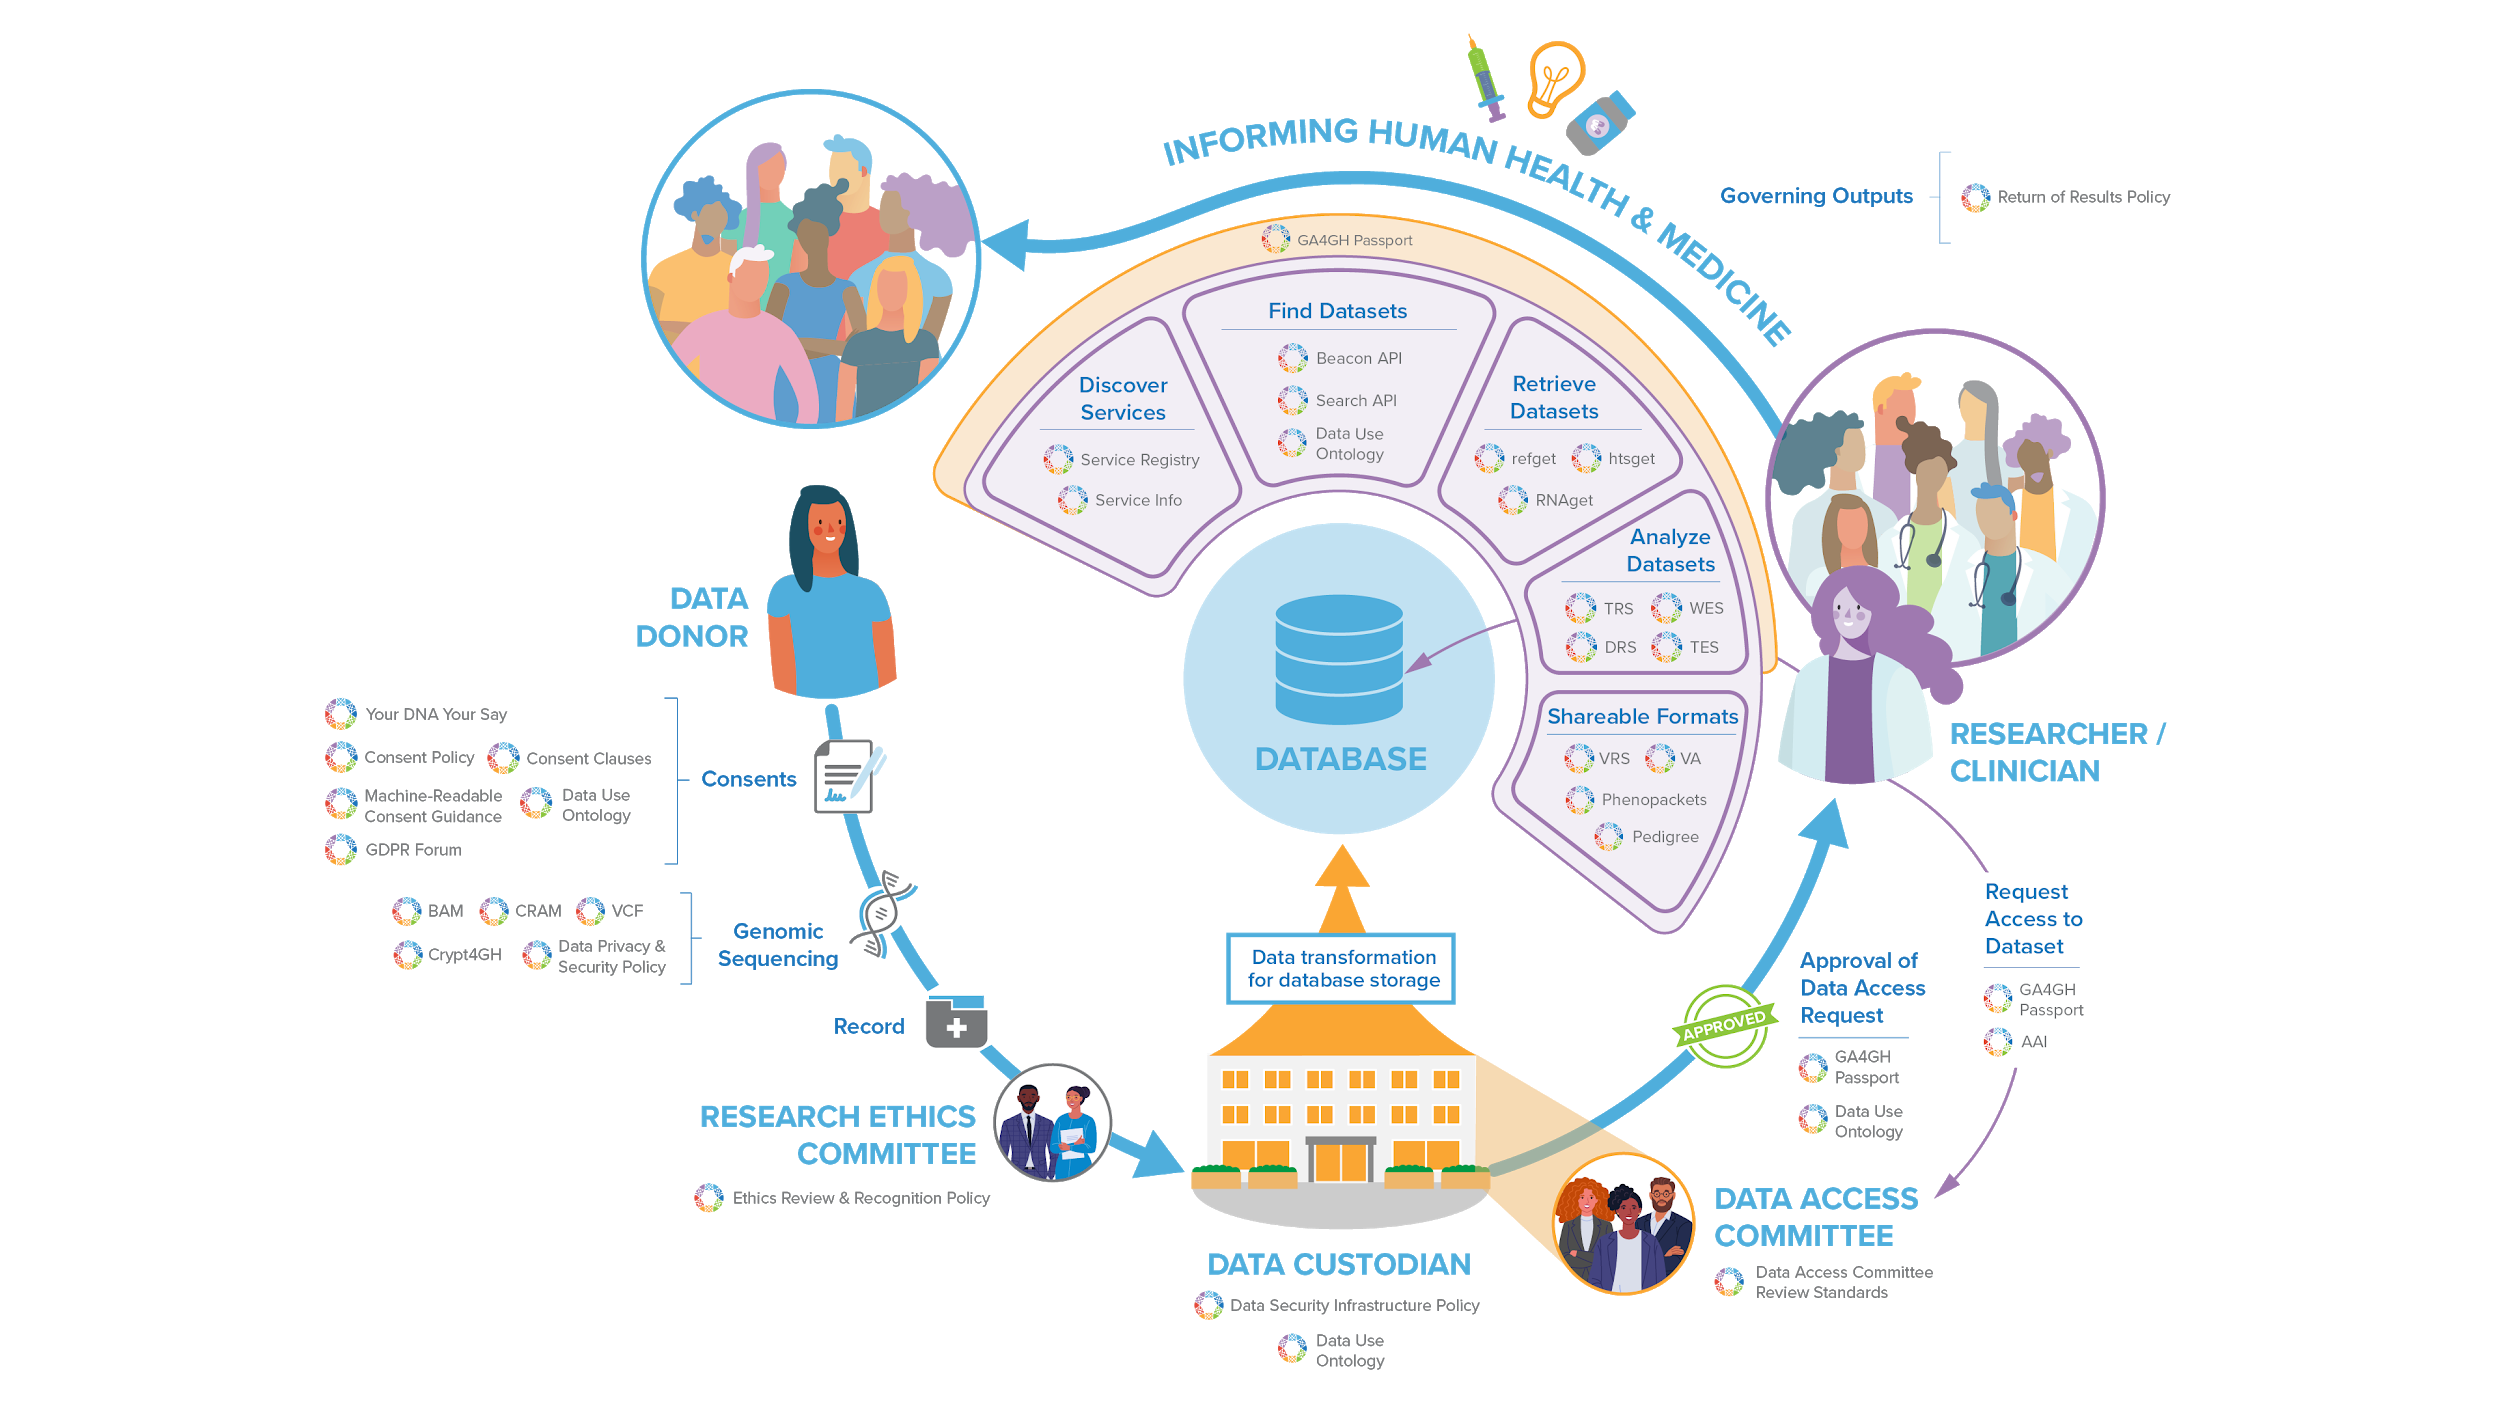 INFORMING HUMAN HEALTH & MEDICINE
Governing Outputs
Return of Results Policy
GA4GH Passport
Discover
Services
Service Registry
Service Info
Find Datasets
Beacon API
Search API
Data Use
Ontology
Retrieve
Datasets
refget
htsget
RNAget
Analyze
Datasets
TRS
WES
DRS
TES
Shareable Formats
VRS
VA
Phenopackets
Pedigree
DATABASE
DATA
DONOR
Your DNA Your Say
Consent Policy
Consent Clauses
Machine-Readable
Consent Guidance
Data Use
Ontology
GDPR Forum
Consents
BAM
CRAM
VCF
Crypt4GH
Data Privacy &
Security Policy
Genomic
Sequencing
Record
RESEARCH ETHICS
COMMITTEE
Ethics Review & Recognition Policy
Data transformation
for database storage
DATA CUSTODIAN
Data Security Infrastructure Policy
Data Use
Ontology
RESEARCHER /
CLINICIAN
Request
Access to
Dataset
GA4GH
Passport
AAI
APPROVED
Approval of
Data Access
Request
GA4GH
Passport
Data Use
Ontology
DATA ACCESS
COMMITTEE
Data Access Committee
Review Standards